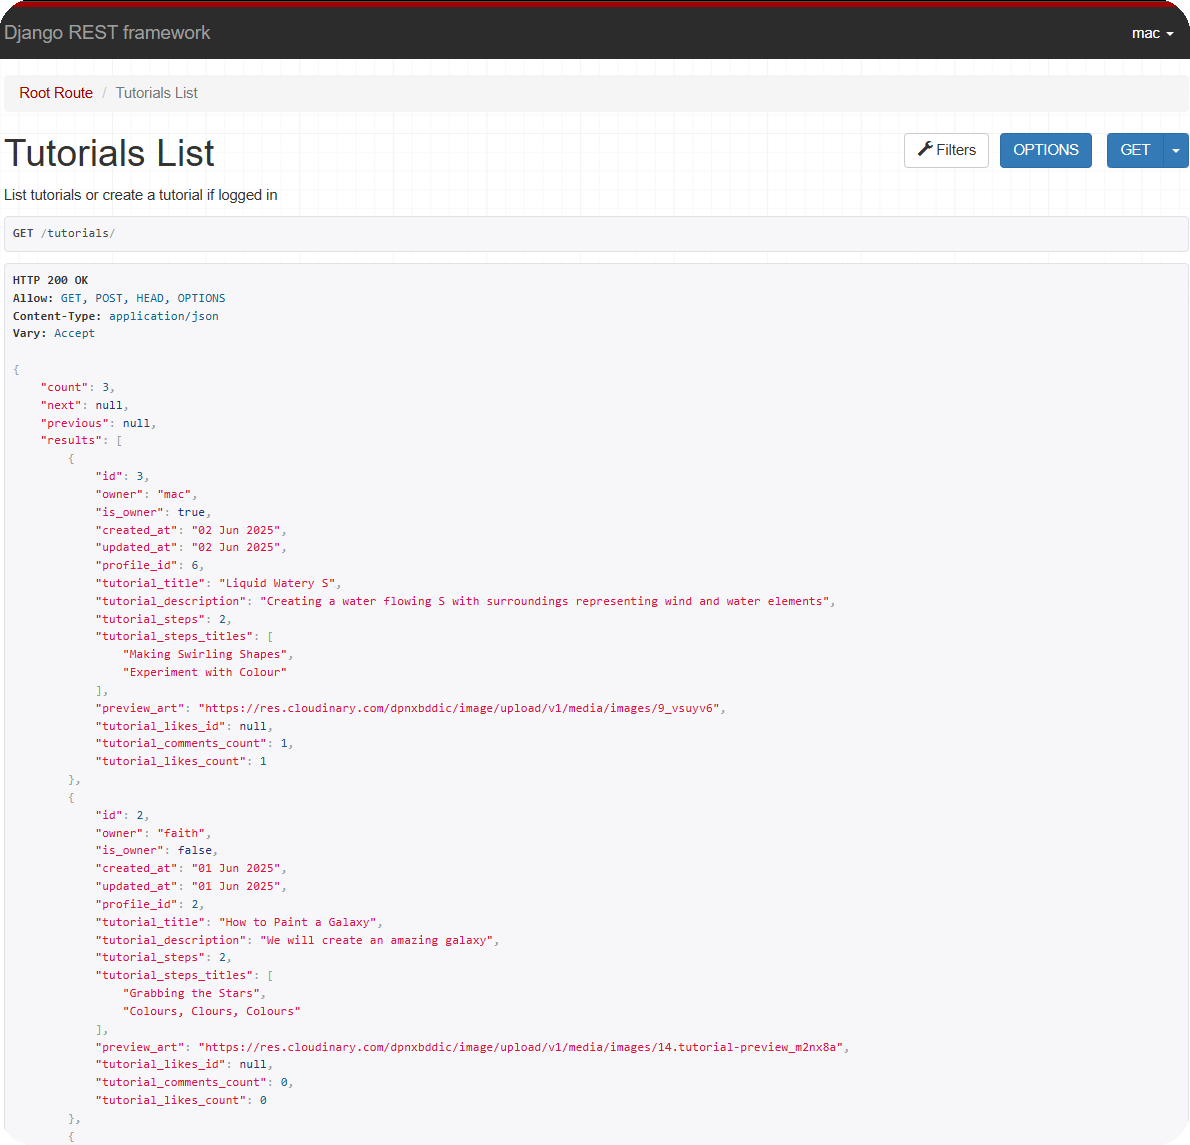 Django REST framework
mac
Root Route / Tutorials List
Tutorials List
Filters
OPTIONS
GET
List tutorials or create a tutorial if logged in
GET /tutorials/
HTTP 200 OK
Allow: GET, POST, HEAD, OPTIONS
Content-Type: application/json
Vary: Accept
{
    "count": 3,
    "next": null,
    "previous": null,
    "results": [
        {
            "id": 3,
            "owner": "mac",
            "is_owner": true,
            "created_at": "02 Jun 2025",
            "updated_at": "02 Jun 2025",
            "profile_id": 6,
            "tutorial_title": "Liquid Watery S",
            "tutorial_description": "Creating a water flowing S with surroundings representing wind and water elements",
            "tutorial_steps": 2,
            "tutorial_steps_titles": [
                "Making Swirling Shapes",
                "Experiment with Colour"
            ],
            "preview_art": "https://res.cloudinary.com/dpnxbddic/image/upload/v1/media/images/9_vsuyv6",
            "tutorial_likes_id": null,
            "tutorial_comments_count": 1,
            "tutorial_likes_count": 1
        },
        {
            "id": 2,
            "owner": "faith",
            "is_owner": false,
            "created_at": "01 Jun 2025",
            "updated_at": "01 Jun 2025",
            "profile_id": 2,
            "tutorial_title": "How to Paint a Galaxy",
            "tutorial_description": "We will create an amazing galaxy",
            "tutorial_steps": 2,
            "tutorial_steps_titles": [
                "Grabbing the Stars",
                "Colours, Clours, Colours"
            ],
            "preview_art": "https://res.cloudinary.com/dpnxbddic/image/upload/v1/media/images/14.tutorial-preview_m2nx8a",
            "tutorial_likes_id": null,
            "tutorial_comments_count": 0,
            "tutorial_likes_count": 0
        },
        {